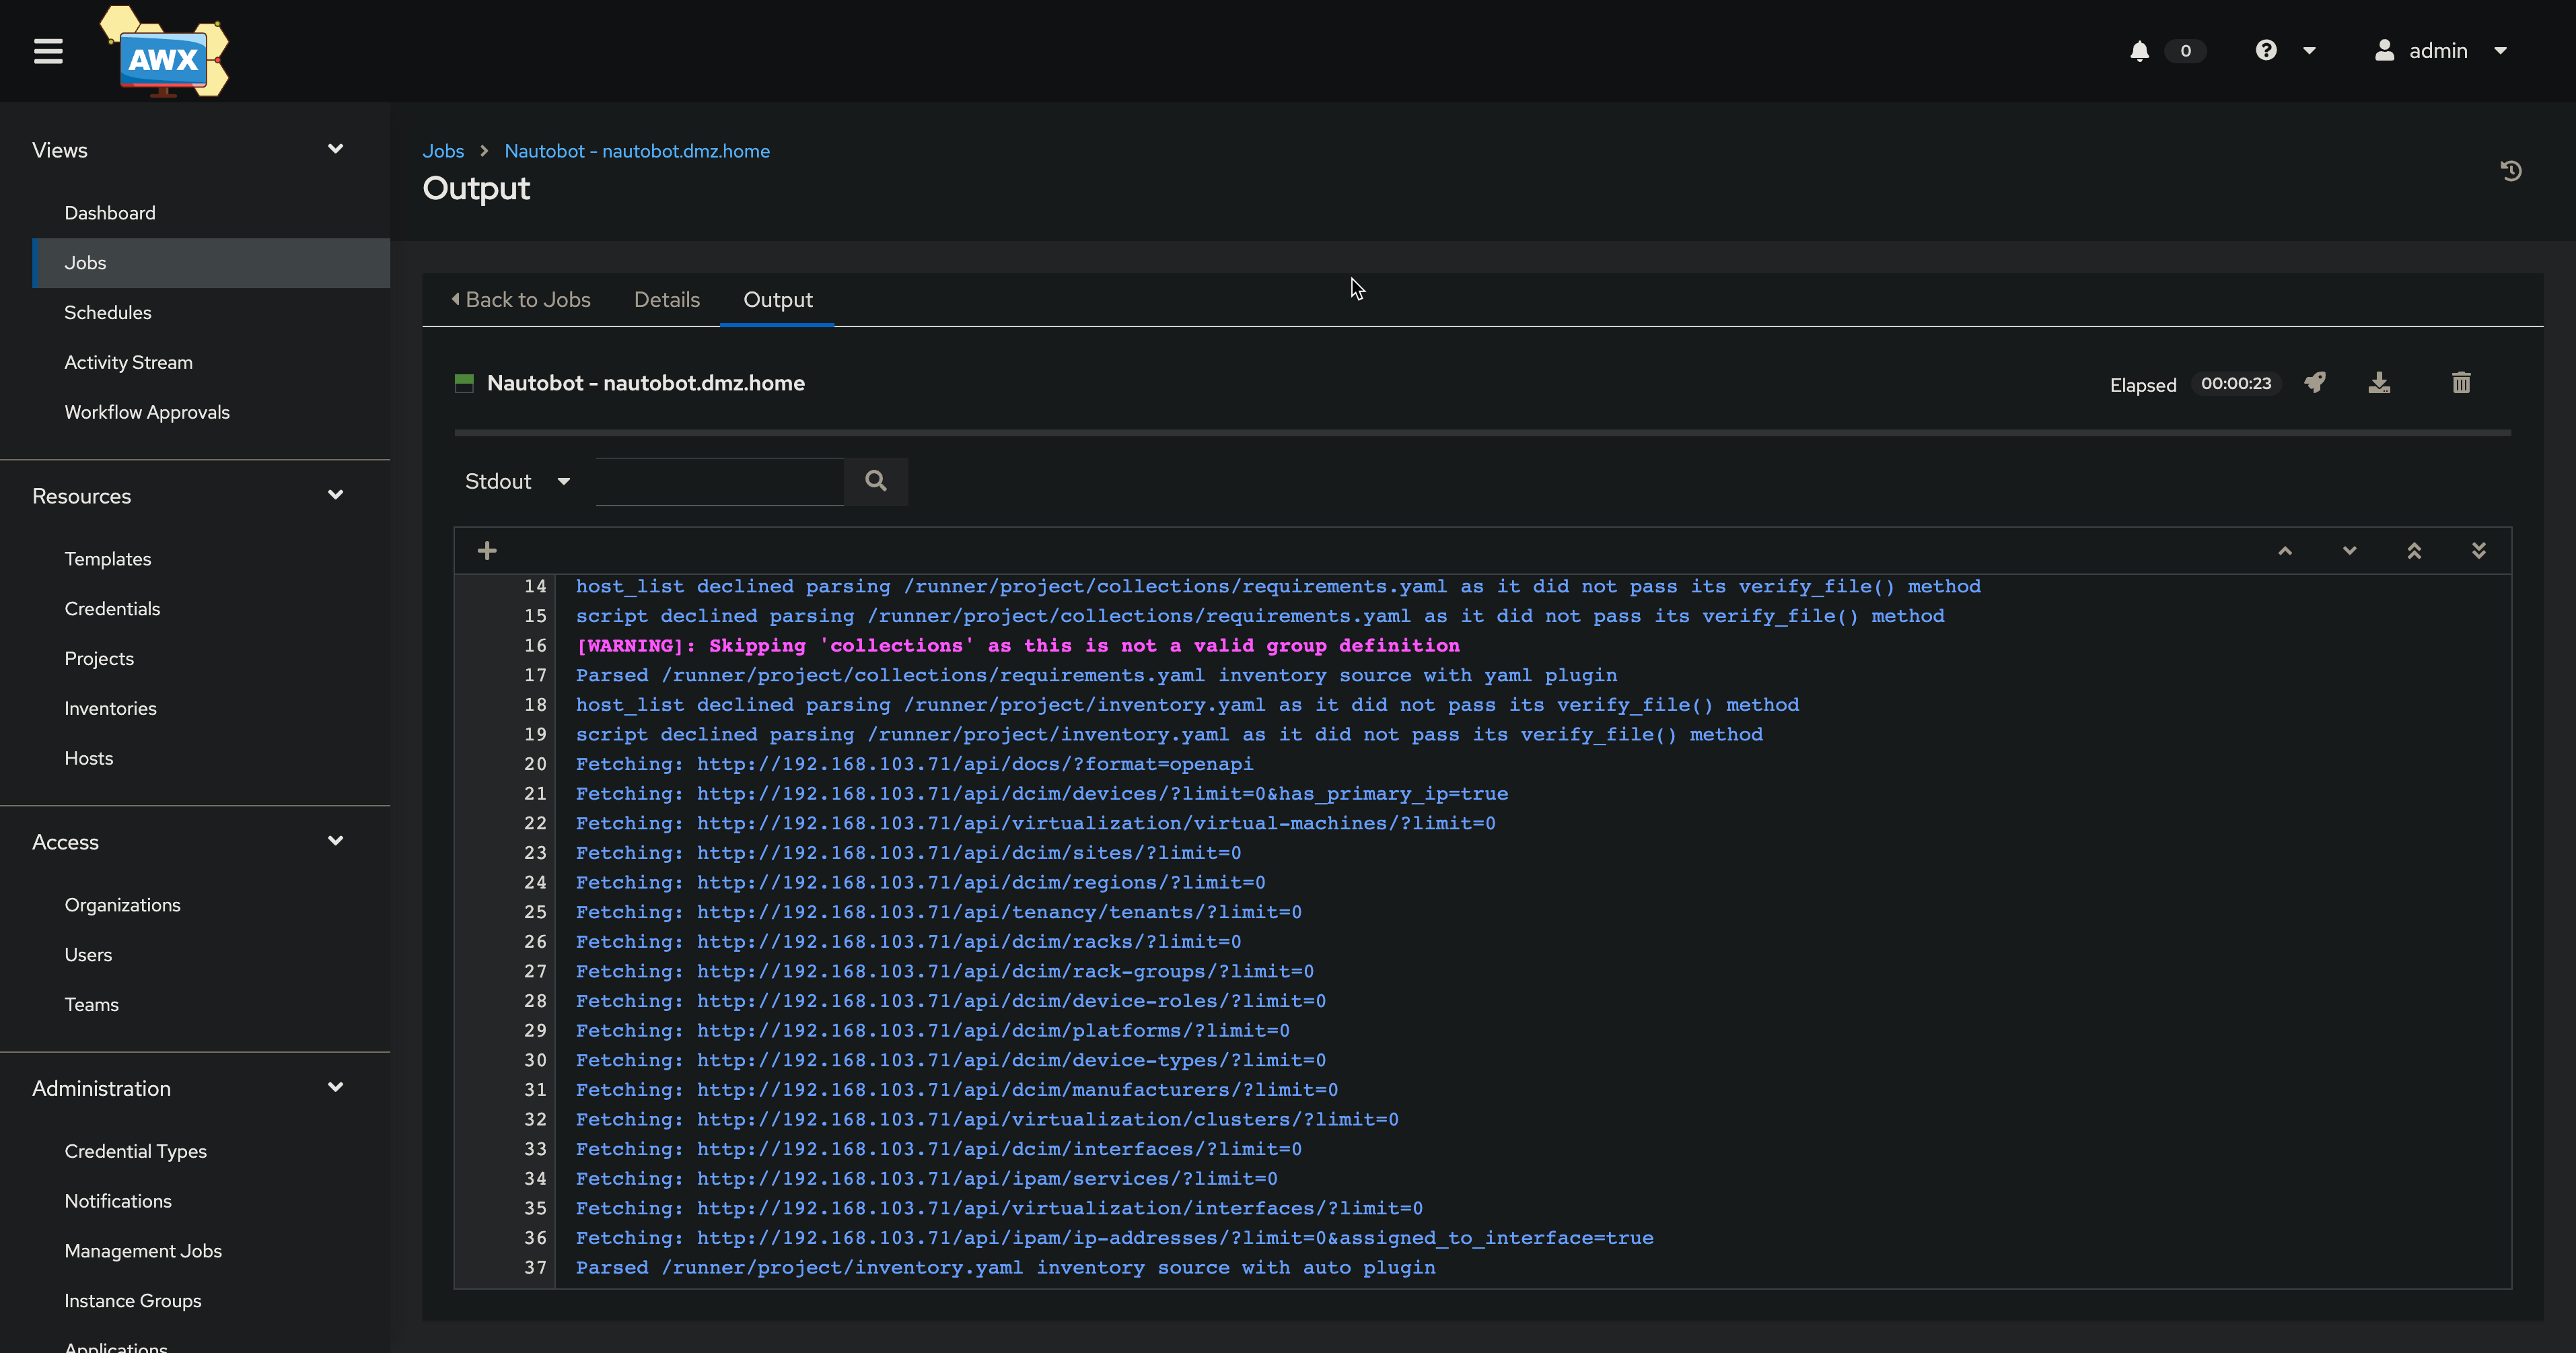 AWX
0
admin
Views
Dashboard
Jobs
Schedules
Activity Stream
Workflow Approvals
Resources
Templates
Credentials
Projects
Inventories
Hosts
Access
Organizations
Users
Teams
Administration
Credential Types
Notifications
Management Jobs
Instance Groups
Applications
Jobs > Nautobot - nautobot.dmz.home
Output
Back to Jobs Details Output
Nautobot - nautobot.dmz.home
Elapsed 00:00:23
Stdout
14 host_list declined parsing /runner/project/collections/requirements.yaml as it did not pass its verify_file() method
15 script declined parsing /runner/project/collections/requirements.yaml as it did not pass its verify_file() method
16 [WARNING]: Skipping 'collections' as this is not a valid group definition
17 Parsed /runner/project/collections/requirements.yaml inventory source with yaml plugin
18 host_list declined parsing /runner/project/inventory.yaml as it did not pass its verify_file() method
19 script declined parsing /runner/project/inventory.yaml as it did not pass its verify_file() method
20 Fetching: http://192.168.103.71/api/docs/?format=openapi
21 Fetching: http://192.168.103.71/api/dcim/devices/?limit=0&has_primary_ip=true
22 Fetching: http://192.168.103.71/api/virtualization/virtual-machines/?limit=0
23 Fetching: http://192.168.103.71/api/dcim/sites/?limit=0
24 Fetching: http://192.168.103.71/api/dcim/regions/?limit=0
25 Fetching: http://192.168.103.71/api/tenancy/tenants/?limit=0
26 Fetching: http://192.168.103.71/api/dcim/racks/?limit=0
27 Fetching: http://192.168.103.71/api/dcim/rack-groups/?limit=0
28 Fetching: http://192.168.103.71/api/dcim/device-roles/?limit=0
29 Fetching: http://192.168.103.71/api/dcim/platforms/?limit=0
30 Fetching: http://192.168.103.71/api/dcim/device-types/?limit=0
31 Fetching: http://192.168.103.71/api/dcim/manufacturers/?limit=0
32 Fetching: http://192.168.103.71/api/virtualization/clusters/?limit=0
33 Fetching: http://192.168.103.71/api/dcim/interfaces/?limit=0
34 Fetching: http://192.168.103.71/api/ipam/services/?limit=0
35 Fetching: http://192.168.103.71/api/virtualization/interfaces/?limit=0
36 Fetching: http://192.168.103.71/api/ipam/ip-addresses/?limit=0&assigned_to_interface=true
37 Parsed /runner/project/inventory.yaml inventory source with auto plugin